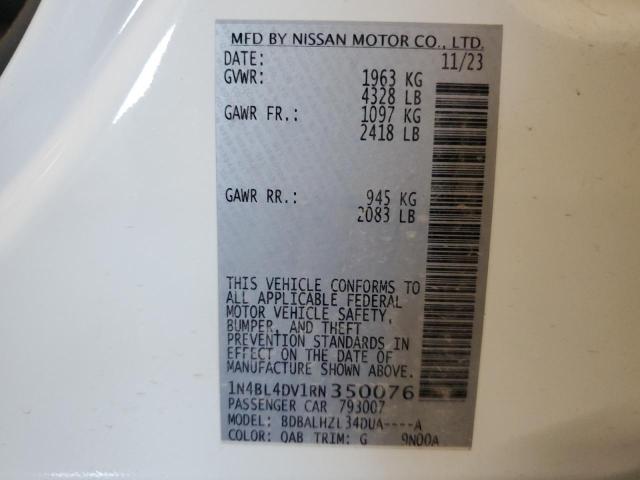 MFD BY NISSAN MOTOR CO., LTD.
DATE: 11/23
GVWR: 1963 KG
4328 LB
GAWR FR.: 1097 KG
2418 LB
GAWR RR.: 945 KG
2083 LB
THIS VEHICLE CONFORMS TO
ALL APPLICABLE FEDERAL
MOTOR VEHICLE SAFETY,
BUMPER, AND THEFT
PREVENTION STANDARDS IN
EFFECT ON THE DATE OF
MANUFACTURE SHOWN ABOVE.
1N4BL4DV1RN350076
PASSENGER CAR 793007
MODEL: BDBALHZL34DUA----A
COLOR: QAB TRIM: G 9N00A